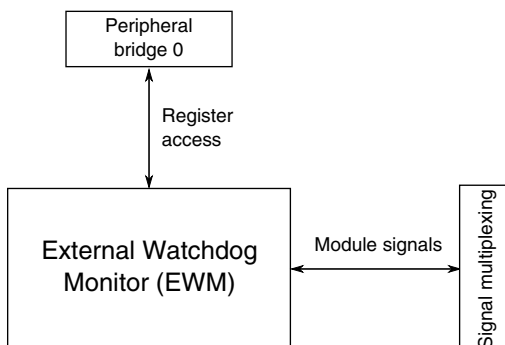 Peripheral
bridge 0
Register
access
External Watchdog
Monitor (EWM)
Module signals
Signal multiplexing